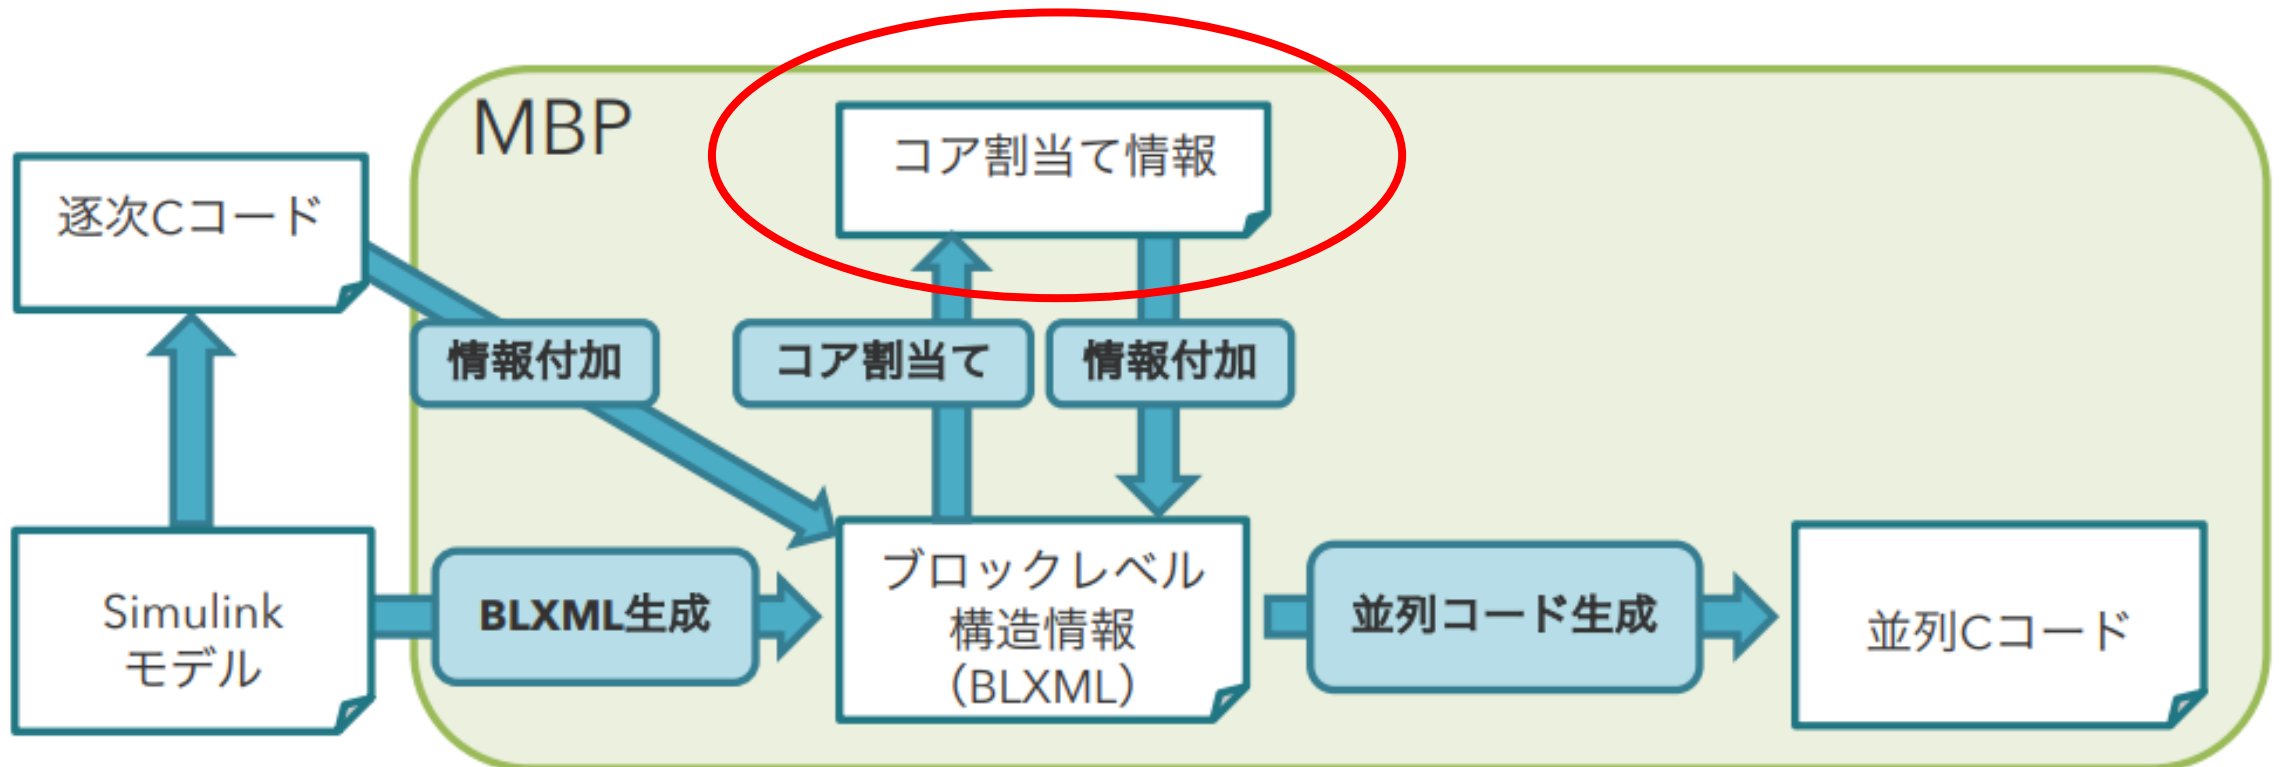 MBP
コア割当て情報
逐次Cコード
情報付加
コア割当て
情報付加
Simulink
モデル
BLXML生成
ブロックレベル
構造情報
（BLXML）
並列コード生成
並列Cコード